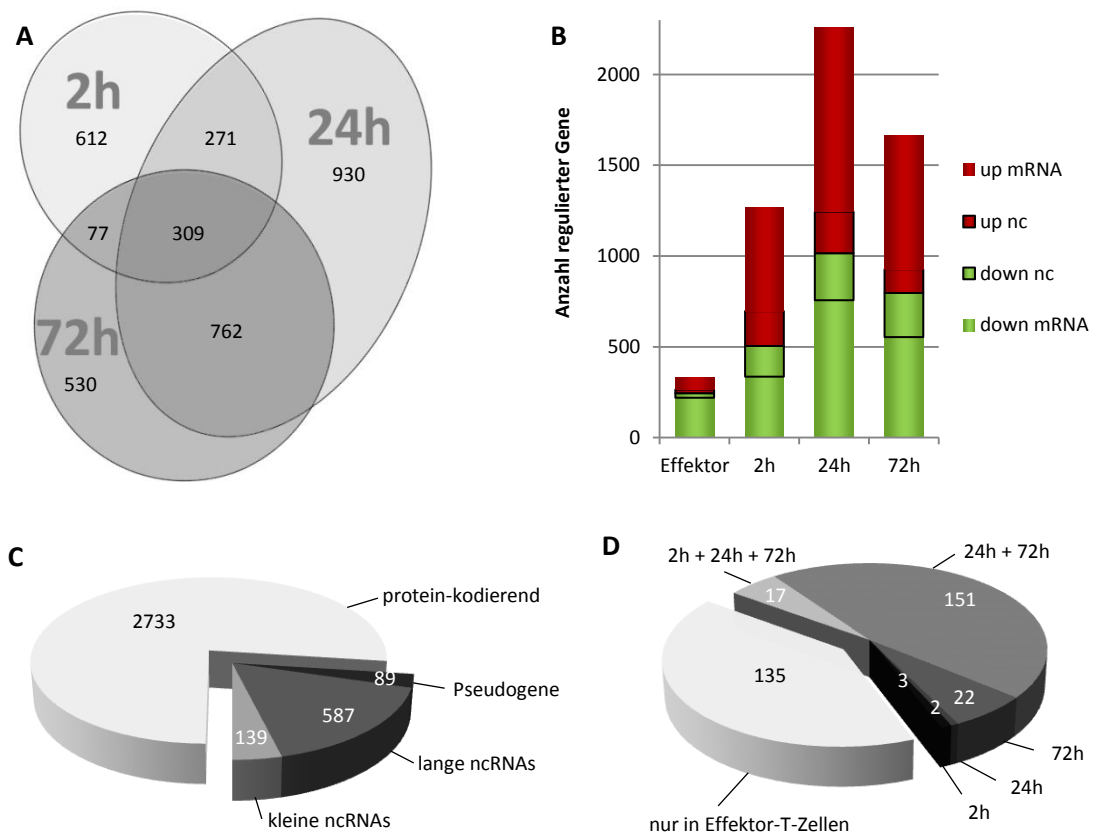 A
2h
612
271
24h
930
77
309
72h
530
762
B
Anzahl regulierter Gene
2000
1500
1000
500
0
Effektor 2h 24h 72h
up mRNA
up nc
down nc
down mRNA
C
protein-kodierend
2733
89
Pseudogene
587
139
lange ncRNAs
kleine ncRNAs
D
2h + 24h + 72h
24h + 72h
17
151
135
3
2
22
72h
24h
2h
nur in Effektor-T-Zellen